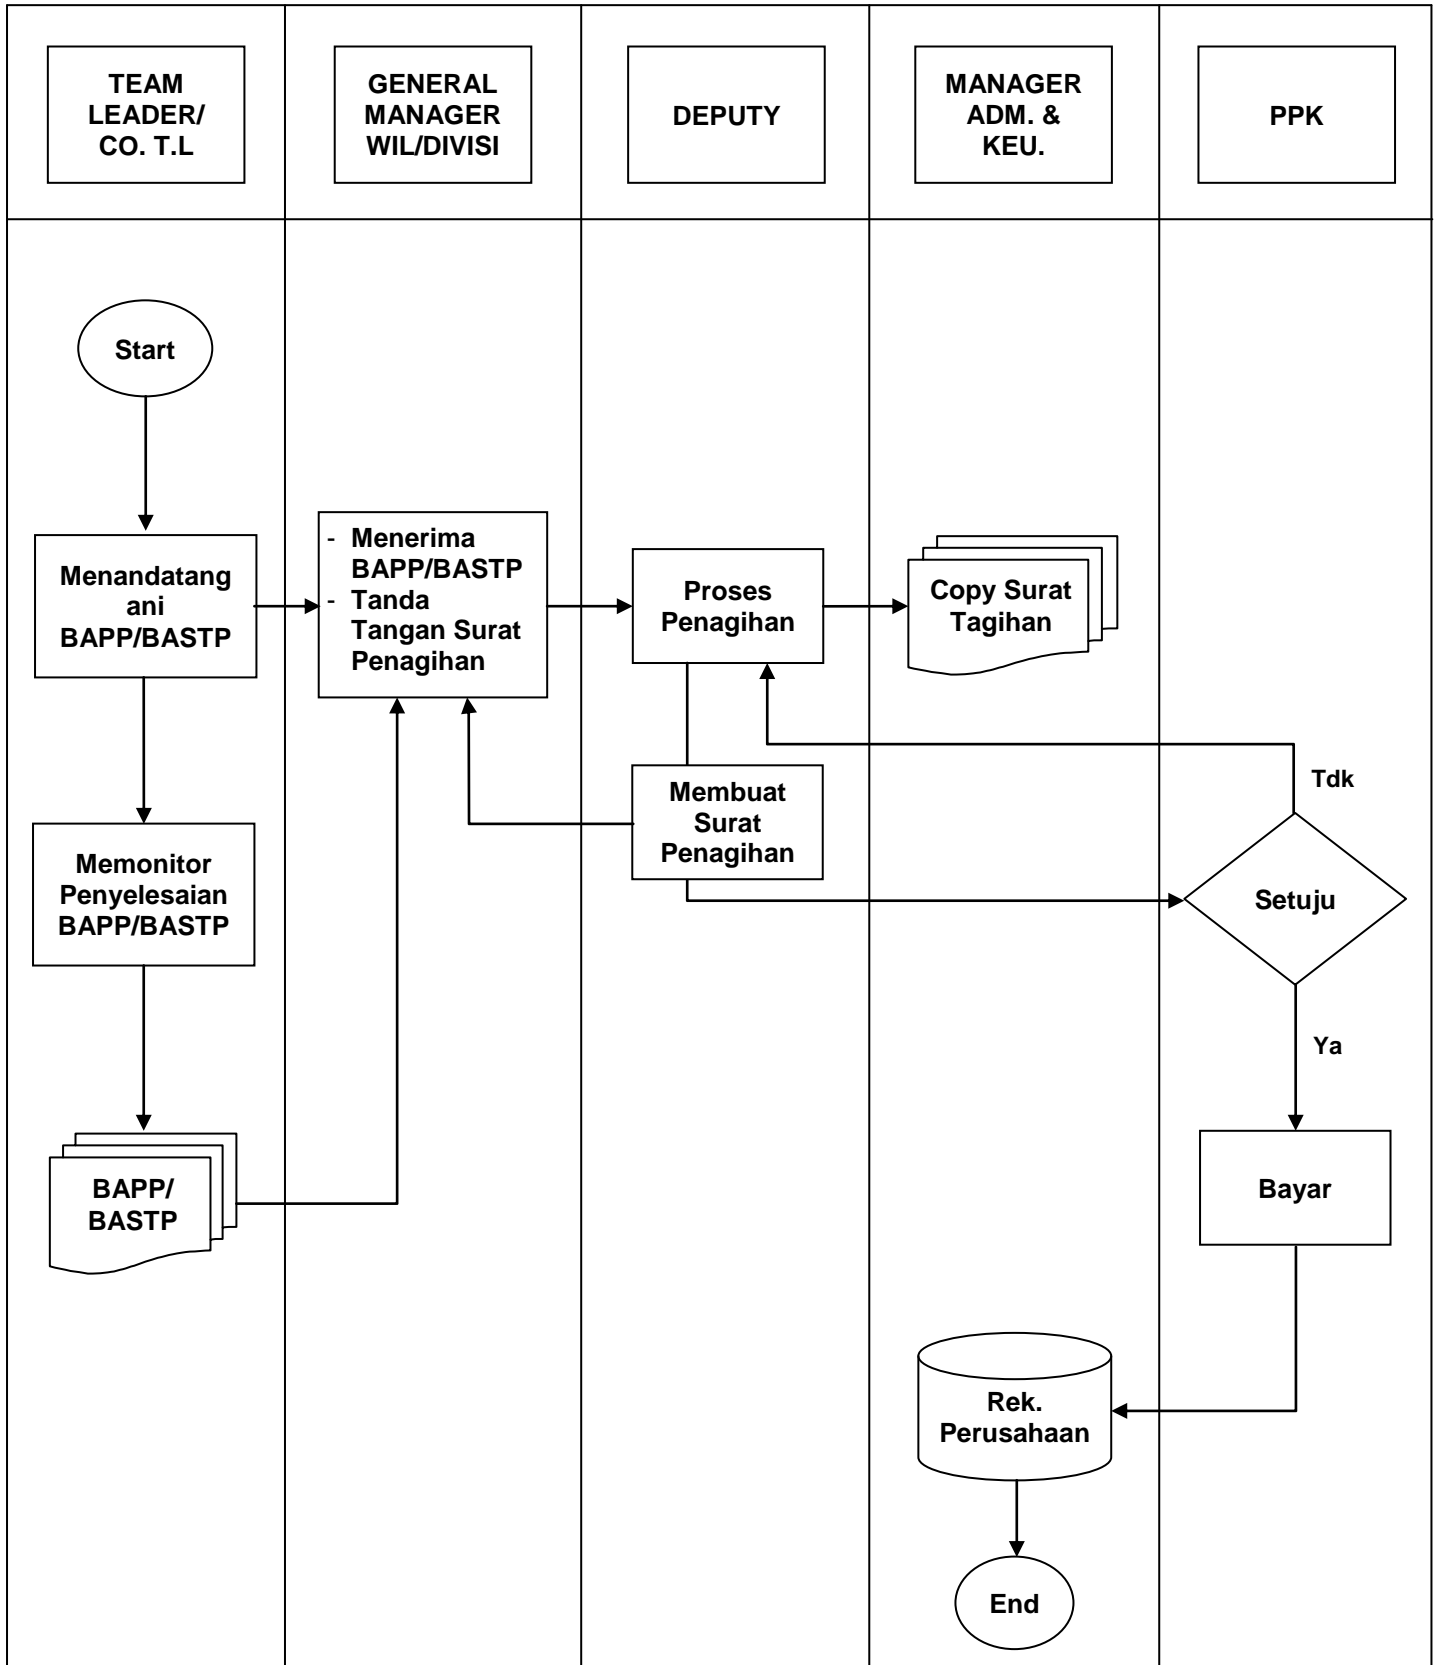 TEAM
LEADER/
CO. T.L
GENERAL
MANAGER
WIL/DIVISI
DEPUTY
MANAGER
ADM. &
KEU.
PPK
Start
Menandatang
ani
BAPP/BASTP
- Menerima
BAPP/BASTP
- Tanda
Tangan Surat
Penagihan
Proses
Penagihan
Copy Surat
Tagihan
Tdk
Membuat
Surat
Penagihan
Memonitor
Penyelesaian
BAPP/BASTP
Setuju
Ya
BAPP/
BASTP
Bayar
Rek.
Perusahaan
End